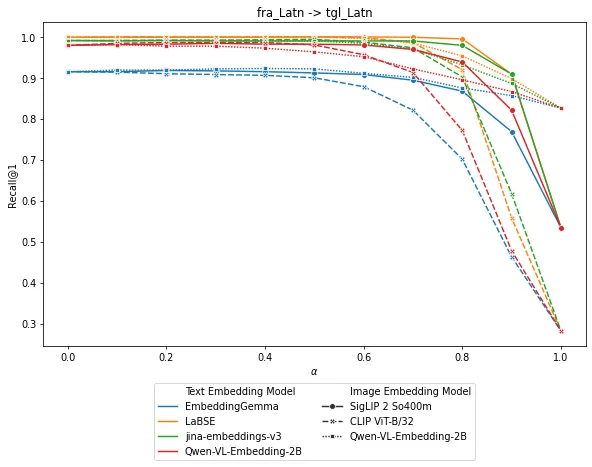 fra_Latn -> tgl_Latn
Recall@1
1.0
0.9
0.8
0.7
0.6
0.5
0.4
0.3
0.0 0.2 0.4 0.6 0.8 1.0
α
Text Embedding Model Image Embedding Model
EmbeddingGemma SigLIP 2 So400m
LaBSE CLIP ViT-B/32
jina-embeddings-v3 Qwen-VL-Embedding-2B
Qwen-VL-Embedding-2B